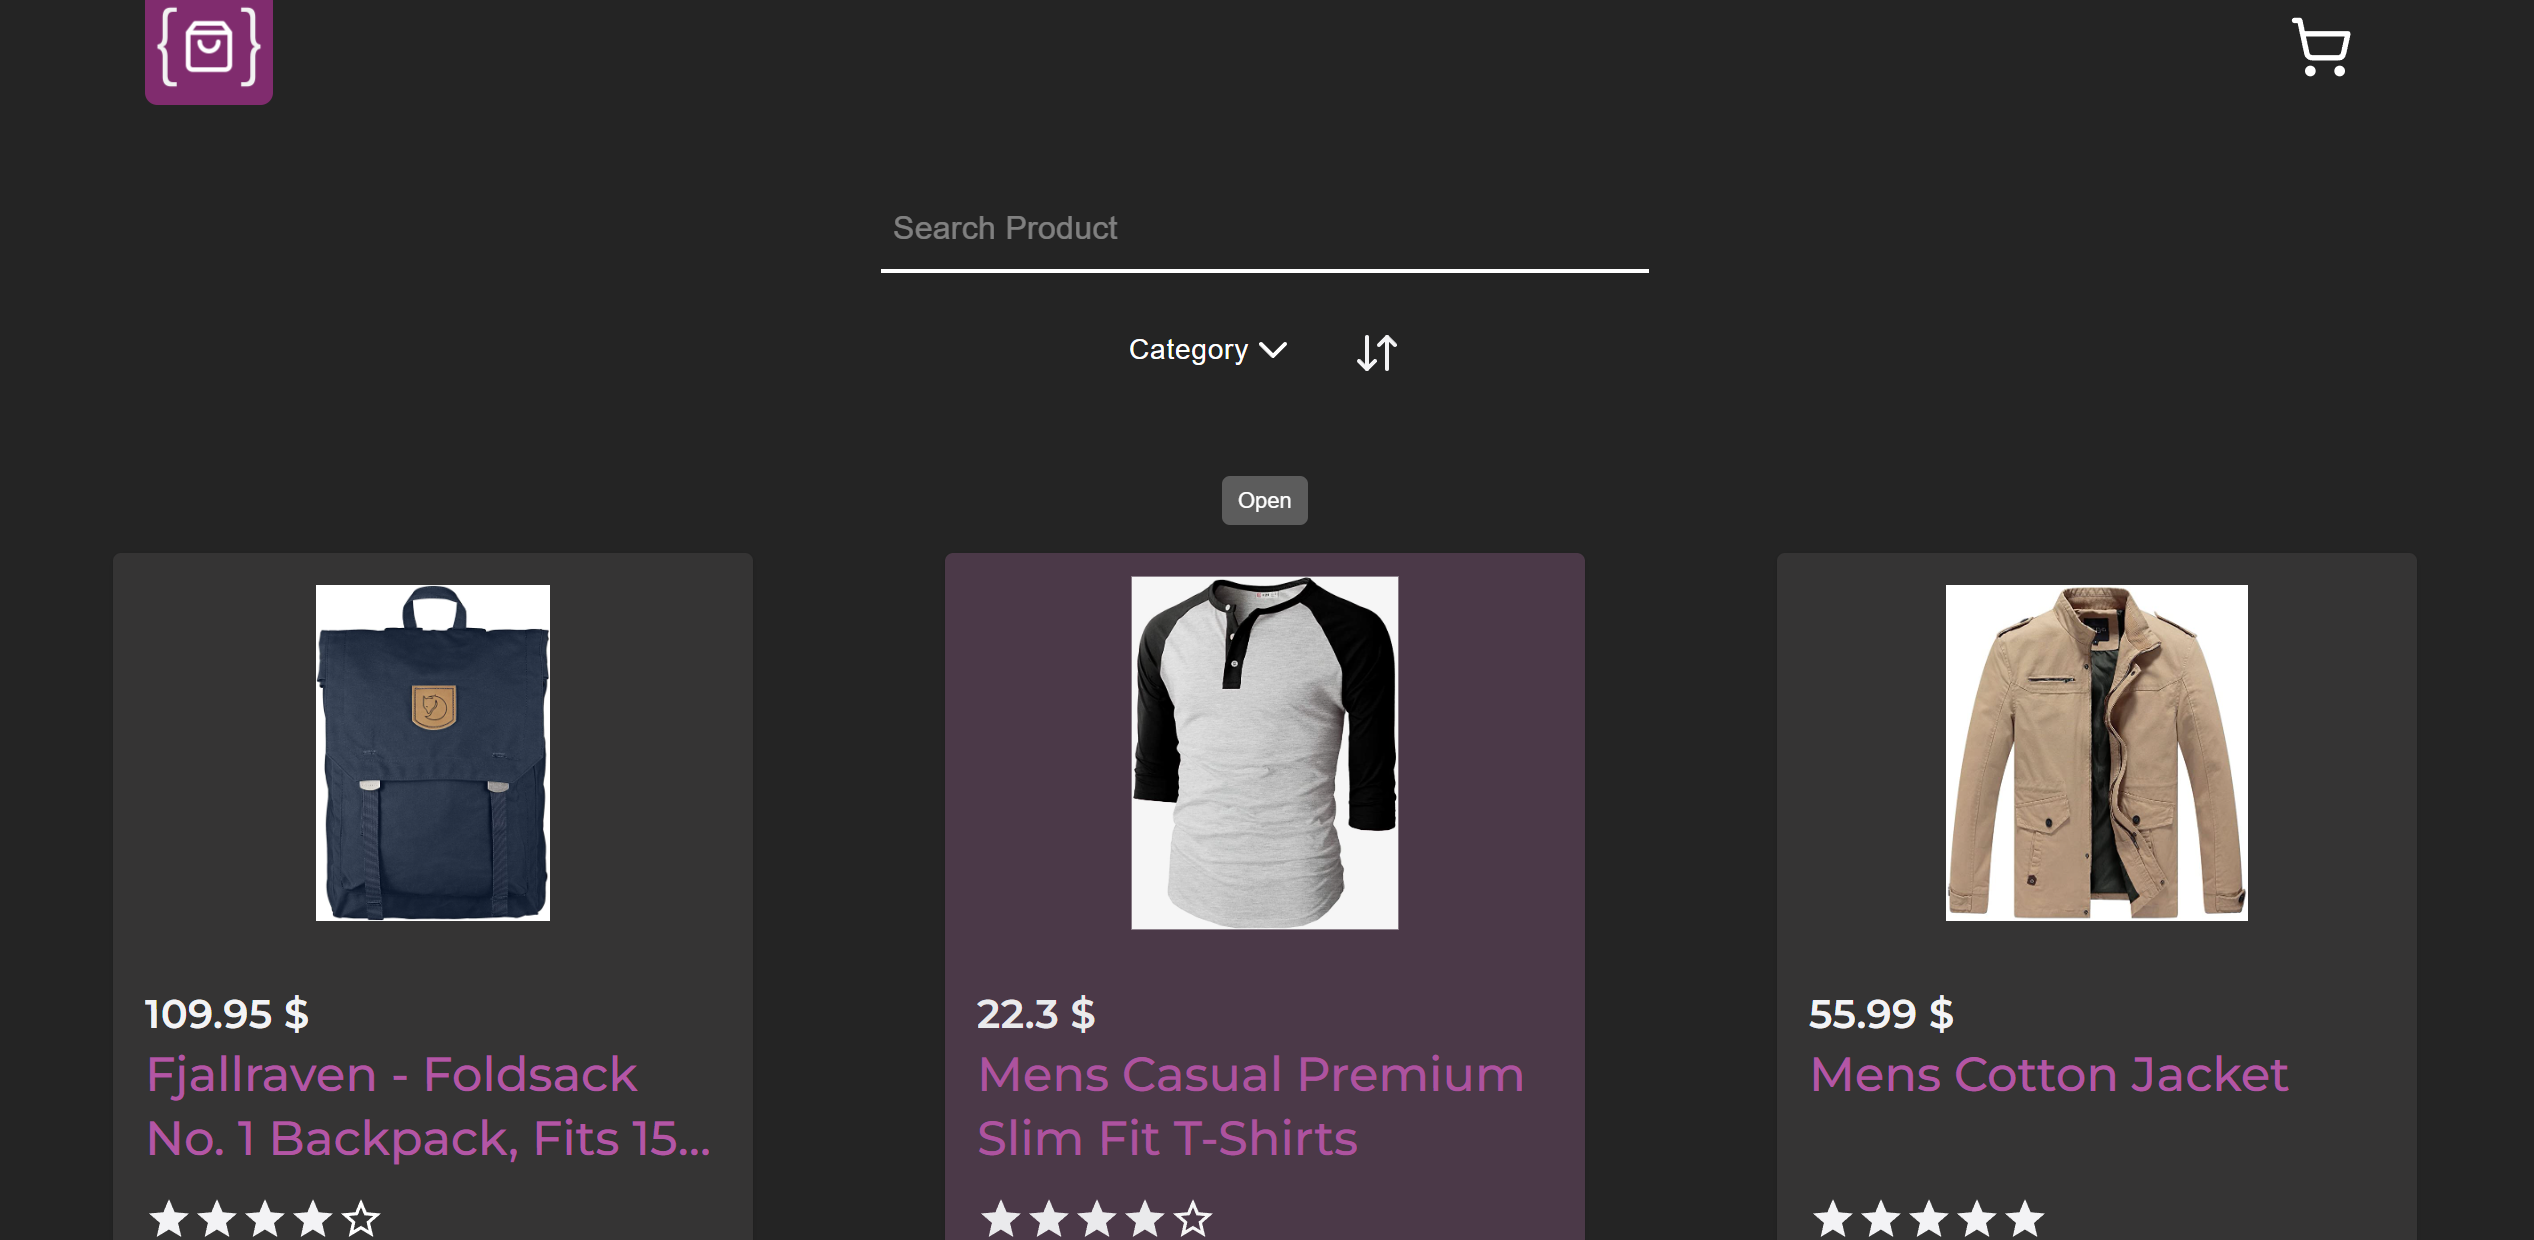 Search Product
Category
Open
109.95 $
Fjallraven - Foldsack
No. 1 Backpack, Fits 15...
22.3 $
Mens Casual Premium
Slim Fit T-Shirts
55.99 $
Mens Cotton Jacket